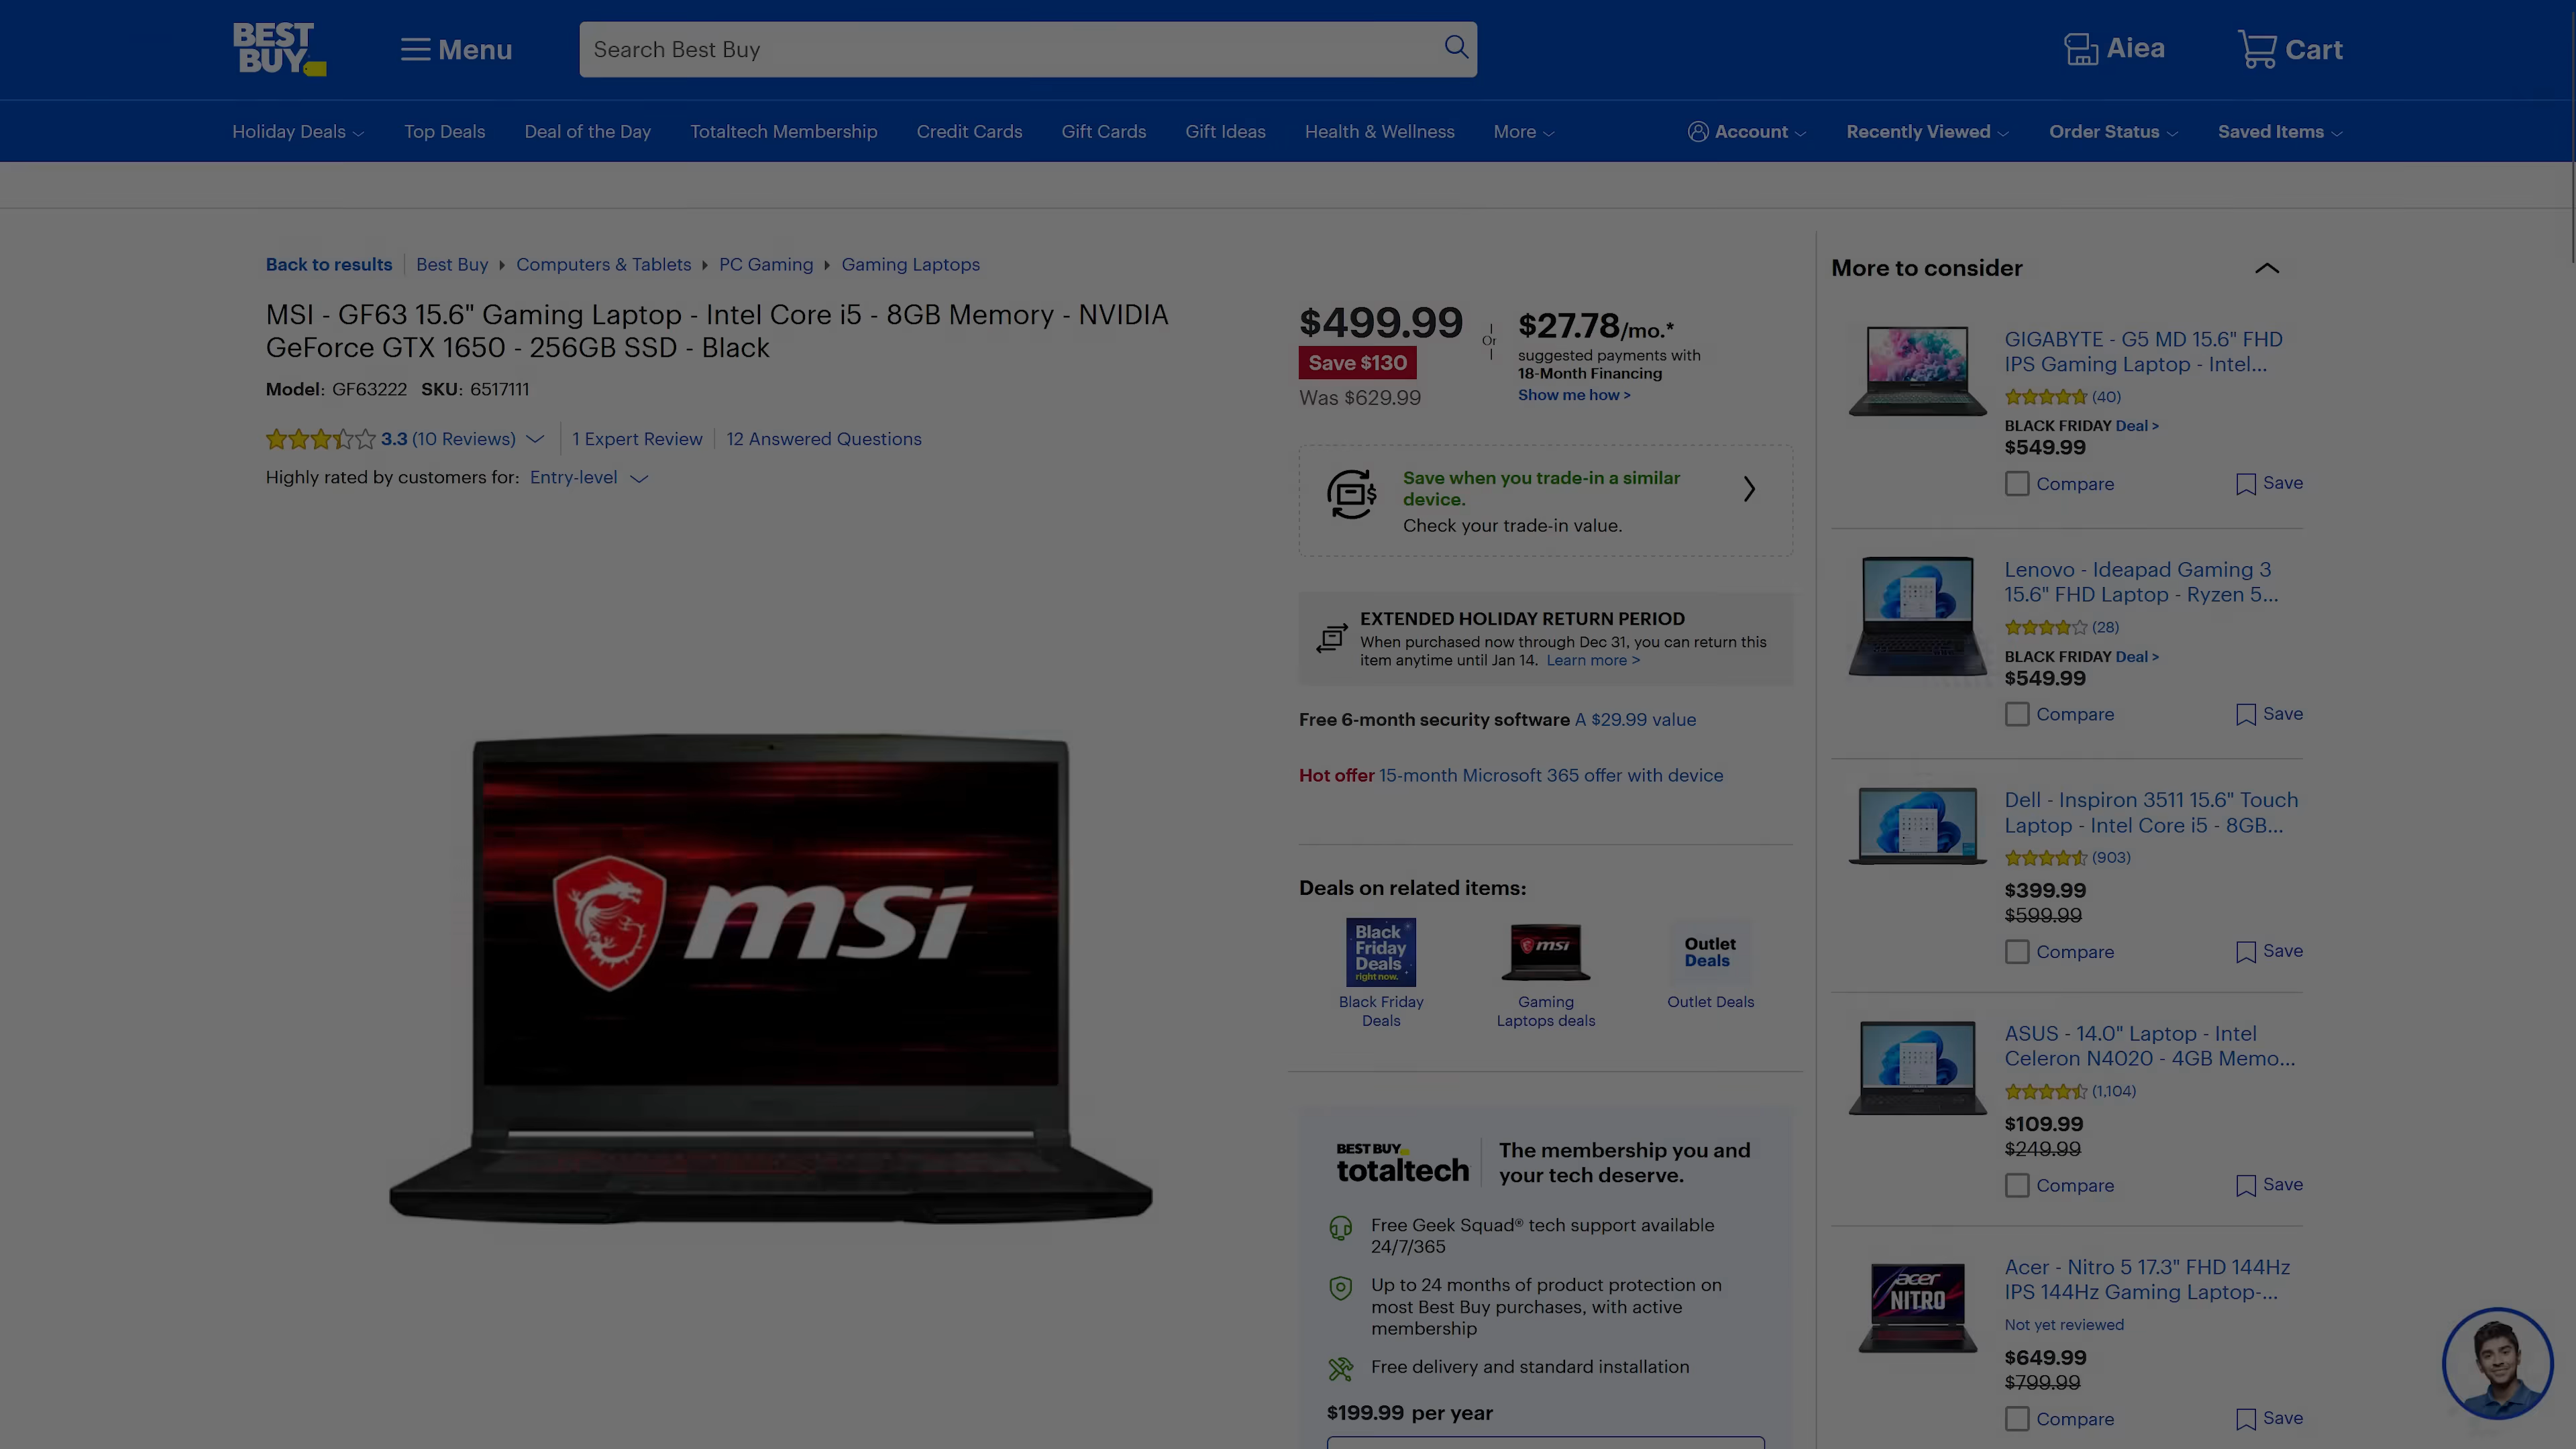 BEST
BUY
Menu
Search Best Buy
Aiea
Cart
Holiday Deals
Top Deals
Deal of the Day
Totaltech Membership
Credit Cards
Gift Cards
Gift Ideas
Health & Wellness
More
Account
Recently Viewed
Order Status
Saved Items
Back to results
Best Buy
Computers & Tablets
PC Gaming
Gaming Laptops
MSI - GF63 15.6" Gaming Laptop - Intel Core i5 - 8GB Memory - NVIDIA
GeForce GTX 1650 - 256GB SSD - Black
Model: GF63222 SKU: 6517111
3.3 (10 Reviews)
1 Expert Review
12 Answered Questions
Highly rated by customers for: Entry-level
msi
$499.99
Save $130
Was $629.99
Or
$27.78/mo.*
suggested payments with
18-Month Financing
Show me how >
Save when you trade-in a similar
device.
Check your trade-in value.
EXTENDED HOLIDAY RETURN PERIOD
When purchased now through Dec 31, you can return this
item anytime until Jan 14. Learn more >
Free 6-month security software A $29.99 value
Hot offer 15-month Microsoft 365 offer with device
Deals on related items:
Black
Friday
Deals
right now.
Black Friday
Deals
msi
Gaming
Laptops deals
Outlet
Deals
Outlet Deals
BEST BUY
totaltech
The membership you and
your tech deserve.
Free Geek Squad® tech support available
24/7/365
Up to 24 months of product protection on
most Best Buy purchases, with active
membership
Free delivery and standard installation
$199.99 per year
More to consider
GIGABYTE - G5 MD 15.6" FHD
IPS Gaming Laptop - Intel...
(40)
BLACK FRIDAY Deal >
$549.99
Compare
Save
Lenovo - Ideapad Gaming 3
15.6" FHD Laptop - Ryzen 5...
(28)
BLACK FRIDAY Deal >
$549.99
Compare
Save
Dell - Inspiron 3511 15.6" Touch
Laptop - Intel Core i5 - 8GB...
(903)
$399.99
$599.99
Compare
Save
ASUS - 14.0" Laptop - Intel
Celeron N4020 - 4GB Memo...
(1,104)
$109.99
$249.99
Compare
Save
acer
NITRO
Acer - Nitro 5 17.3" FHD 144Hz
IPS 144Hz Gaming Laptop-...
Not yet reviewed
$649.99
$799.99
Compare
Save